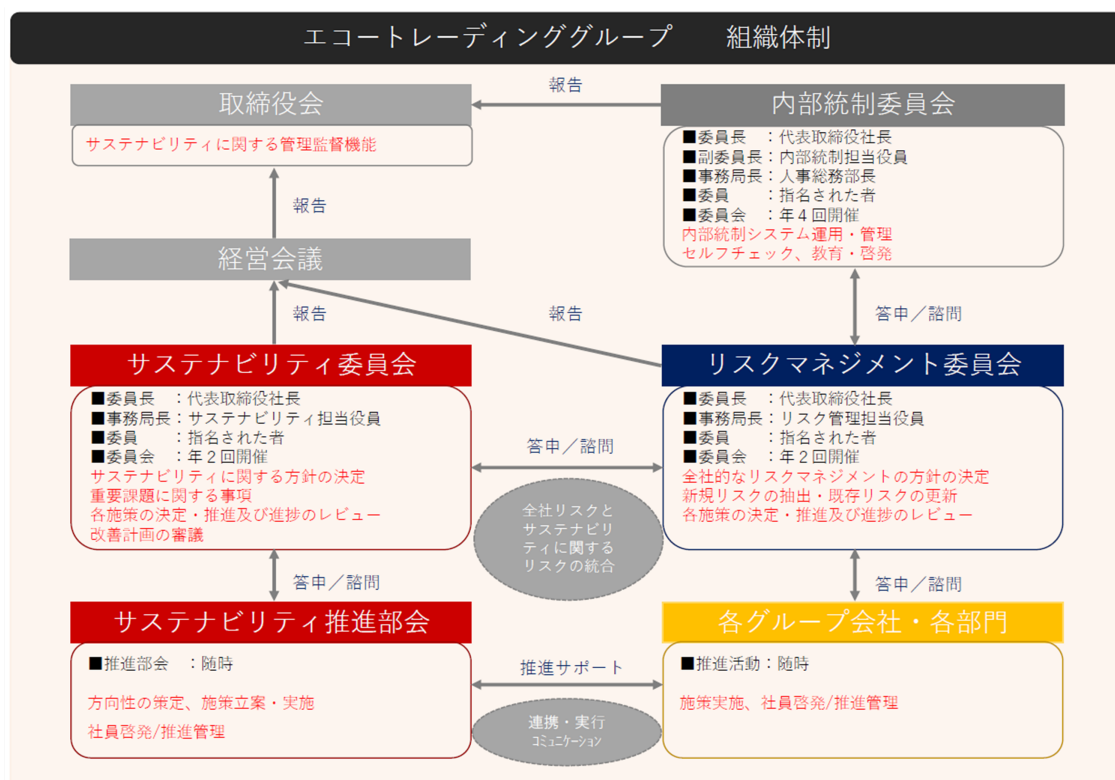 エコートレーディンググループ　　組織体制
取締役会
サステナビリティに関する管理監督機能
報告
内部統制委員会
■委員長　：代表取締役社長
■副委員長：内部統制担当役員
■事務局長：人事総務部長
■委員　　：指名された者
■委員会　：年４回開催
内部統制システム運用・管理
セルフチェック、教育・啓発
報告
経営会議
報告
報告
答申／諮問
サステナビリティ委員会
■委員長　：代表取締役社長
■事務局長：サステナビリティ担当役員
■委員　　：指名された者
■委員会　：年２回開催
サステナビリティに関する方針の決定
重要課題に関する事項
各施策の決定・推進及び進捗のレビュー
改善計画の審議
答申／諮問
全社リスクと
サステナビリ
ティに関する
リスクの統合
リスクマネジメント委員会
■委員長　：代表取締役社長
■事務局長：リスク管理担当役員
■委員　　：指名された者
■委員会　：年２回開催
全社的なリスクマネジメントの方針の決定
新規リスクの抽出・既存リスクの更新
各施策の決定・推進及び進捗のレビュー
答申／諮問
答申／諮問
サステナビリティ推進部会
■推進部会　：随時
方向性の策定、施策立案・実施
社員啓発/推進管理
推進サポート
連携・実行
ｺﾐｭﾆｹｰｼｮﾝ
各グループ会社・各部門
■推進活動：随時
施策実施、社員啓発/推進管理